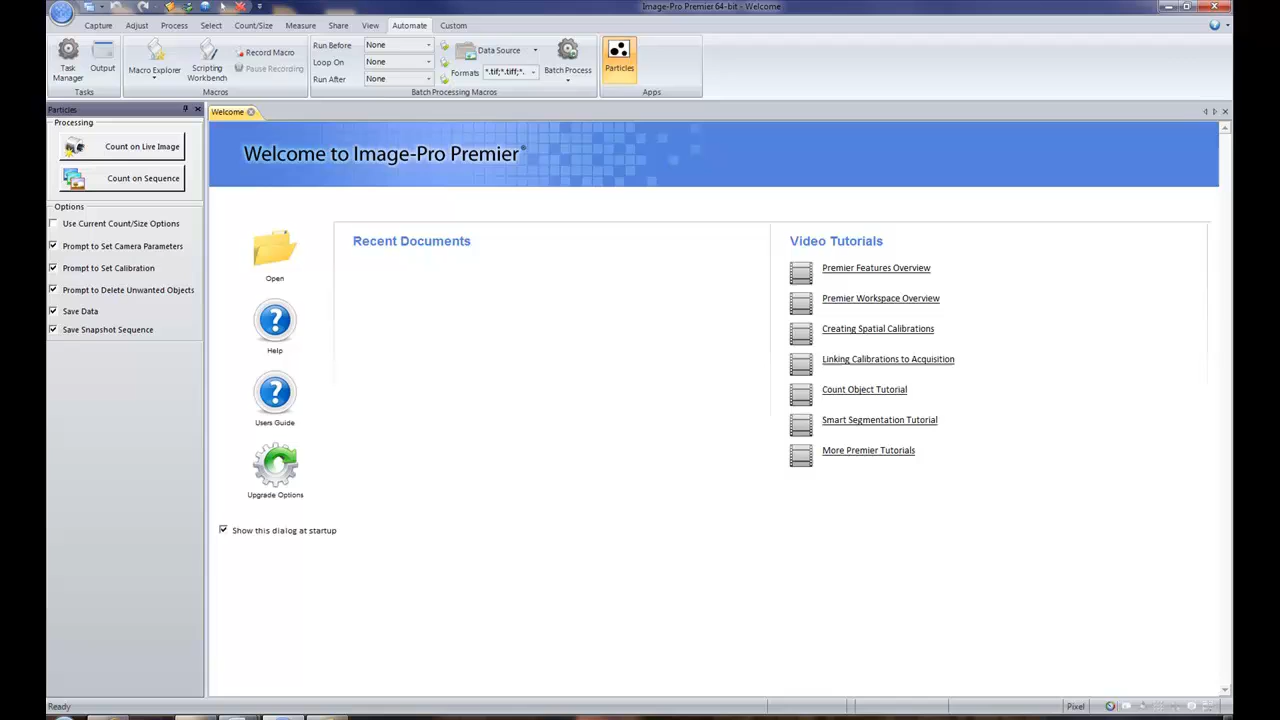 Image-Pro Premier 64-bit - Welcome
Capture Adjust Process Select Count/Size Measure Share View Automate Custom
Task Manager
Output
Tasks
Macro Explorer
Scripting Workbench
Record Macro
Pause Recording
Macros
Run Before None
Loop On None
Run After None
Data Source
Formats *.tif;*.tiff;*.
Batch Process
Batch Processing Macros
Particles
Apps
Particles
Processing
Count on Live Image
Count on Sequence
Options
Use Current Count/Size Options
Prompt to Set Camera Parameters
Prompt to Set Calibration
Prompt to Delete Unwanted Objects
Save Data
Save Snapshot Sequence
Welcome
Welcome to Image-Pro Premier®
Open
Help
Users Guide
Upgrade Options
Show this dialog at startup
Recent Documents
Video Tutorials
Premier Features Overview
Premier Workspace Overview
Creating Spatial Calibrations
Linking Calibrations to Acquisition
Count Object Tutorial
Smart Segmentation Tutorial
More Premier Tutorials
Ready
Pixel